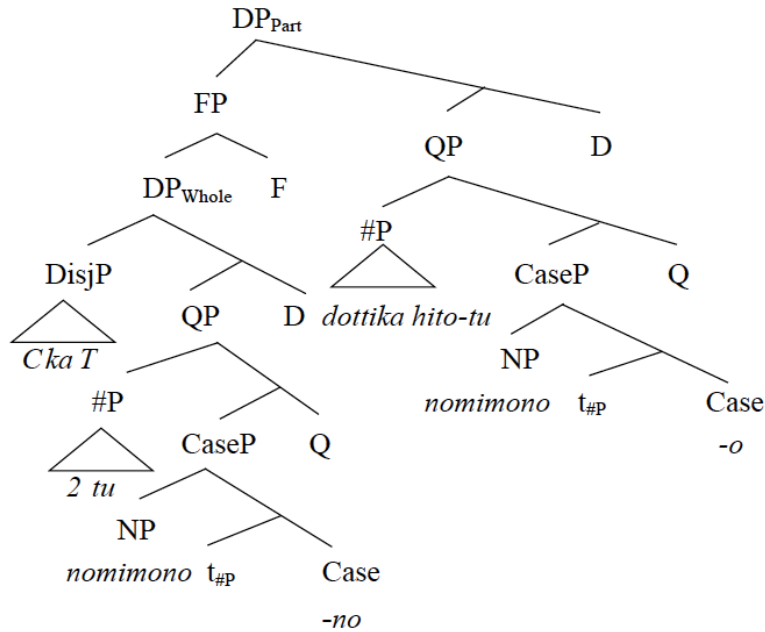 DPPart
FP
QP D
DPWhole F
#P
DisjP CaseP Q
QP D dottika hito-tu
C ka T
NP
#P nomimono t#P Case
CaseP Q -o
2 tu
NP
nomimono t#P Case
-no